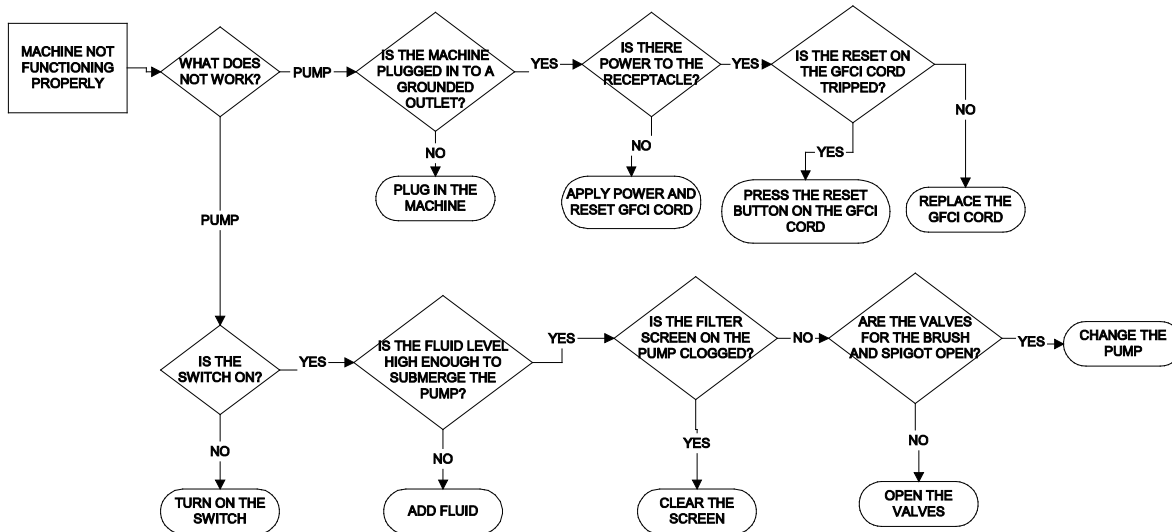 MACHINE NOT
FUNCTIONING
PROPERLY
WHAT DOES
NOT WORK?
PUMP
IS THE MACHINE
PLUGGED IN TO A
GROUNDED
OUTLET?
YES
IS THERE
POWER TO THE
RECEPTACLE?
YES
IS THE RESET ON
THE GFCI CORD
TRIPPED?
NO
NO
NO
YES
PLUG IN THE
MACHINE
APPLY POWER AND
RESET GFCI CORD
PRESS THE RESET
BUTTON ON THE GFCI
CORD
REPLACE THE
GFCI CORD
PUMP
IS THE
SWITCH ON?
YES
IS THE FLUID LEVEL
HIGH ENOUGH TO
SUBMERGE THE
PUMP?
YES
IS THE FILTER
SCREEN ON THE
PUMP CLOGGED?
NO
ARE THE VALVES
FOR THE BRUSH
AND SPIGOT OPEN?
YES
CHANGE THE
PUMP
NO
NO
YES
NO
TURN ON THE
SWITCH
ADD FLUID
CLEAR THE
SCREEN
OPEN THE
VALVES